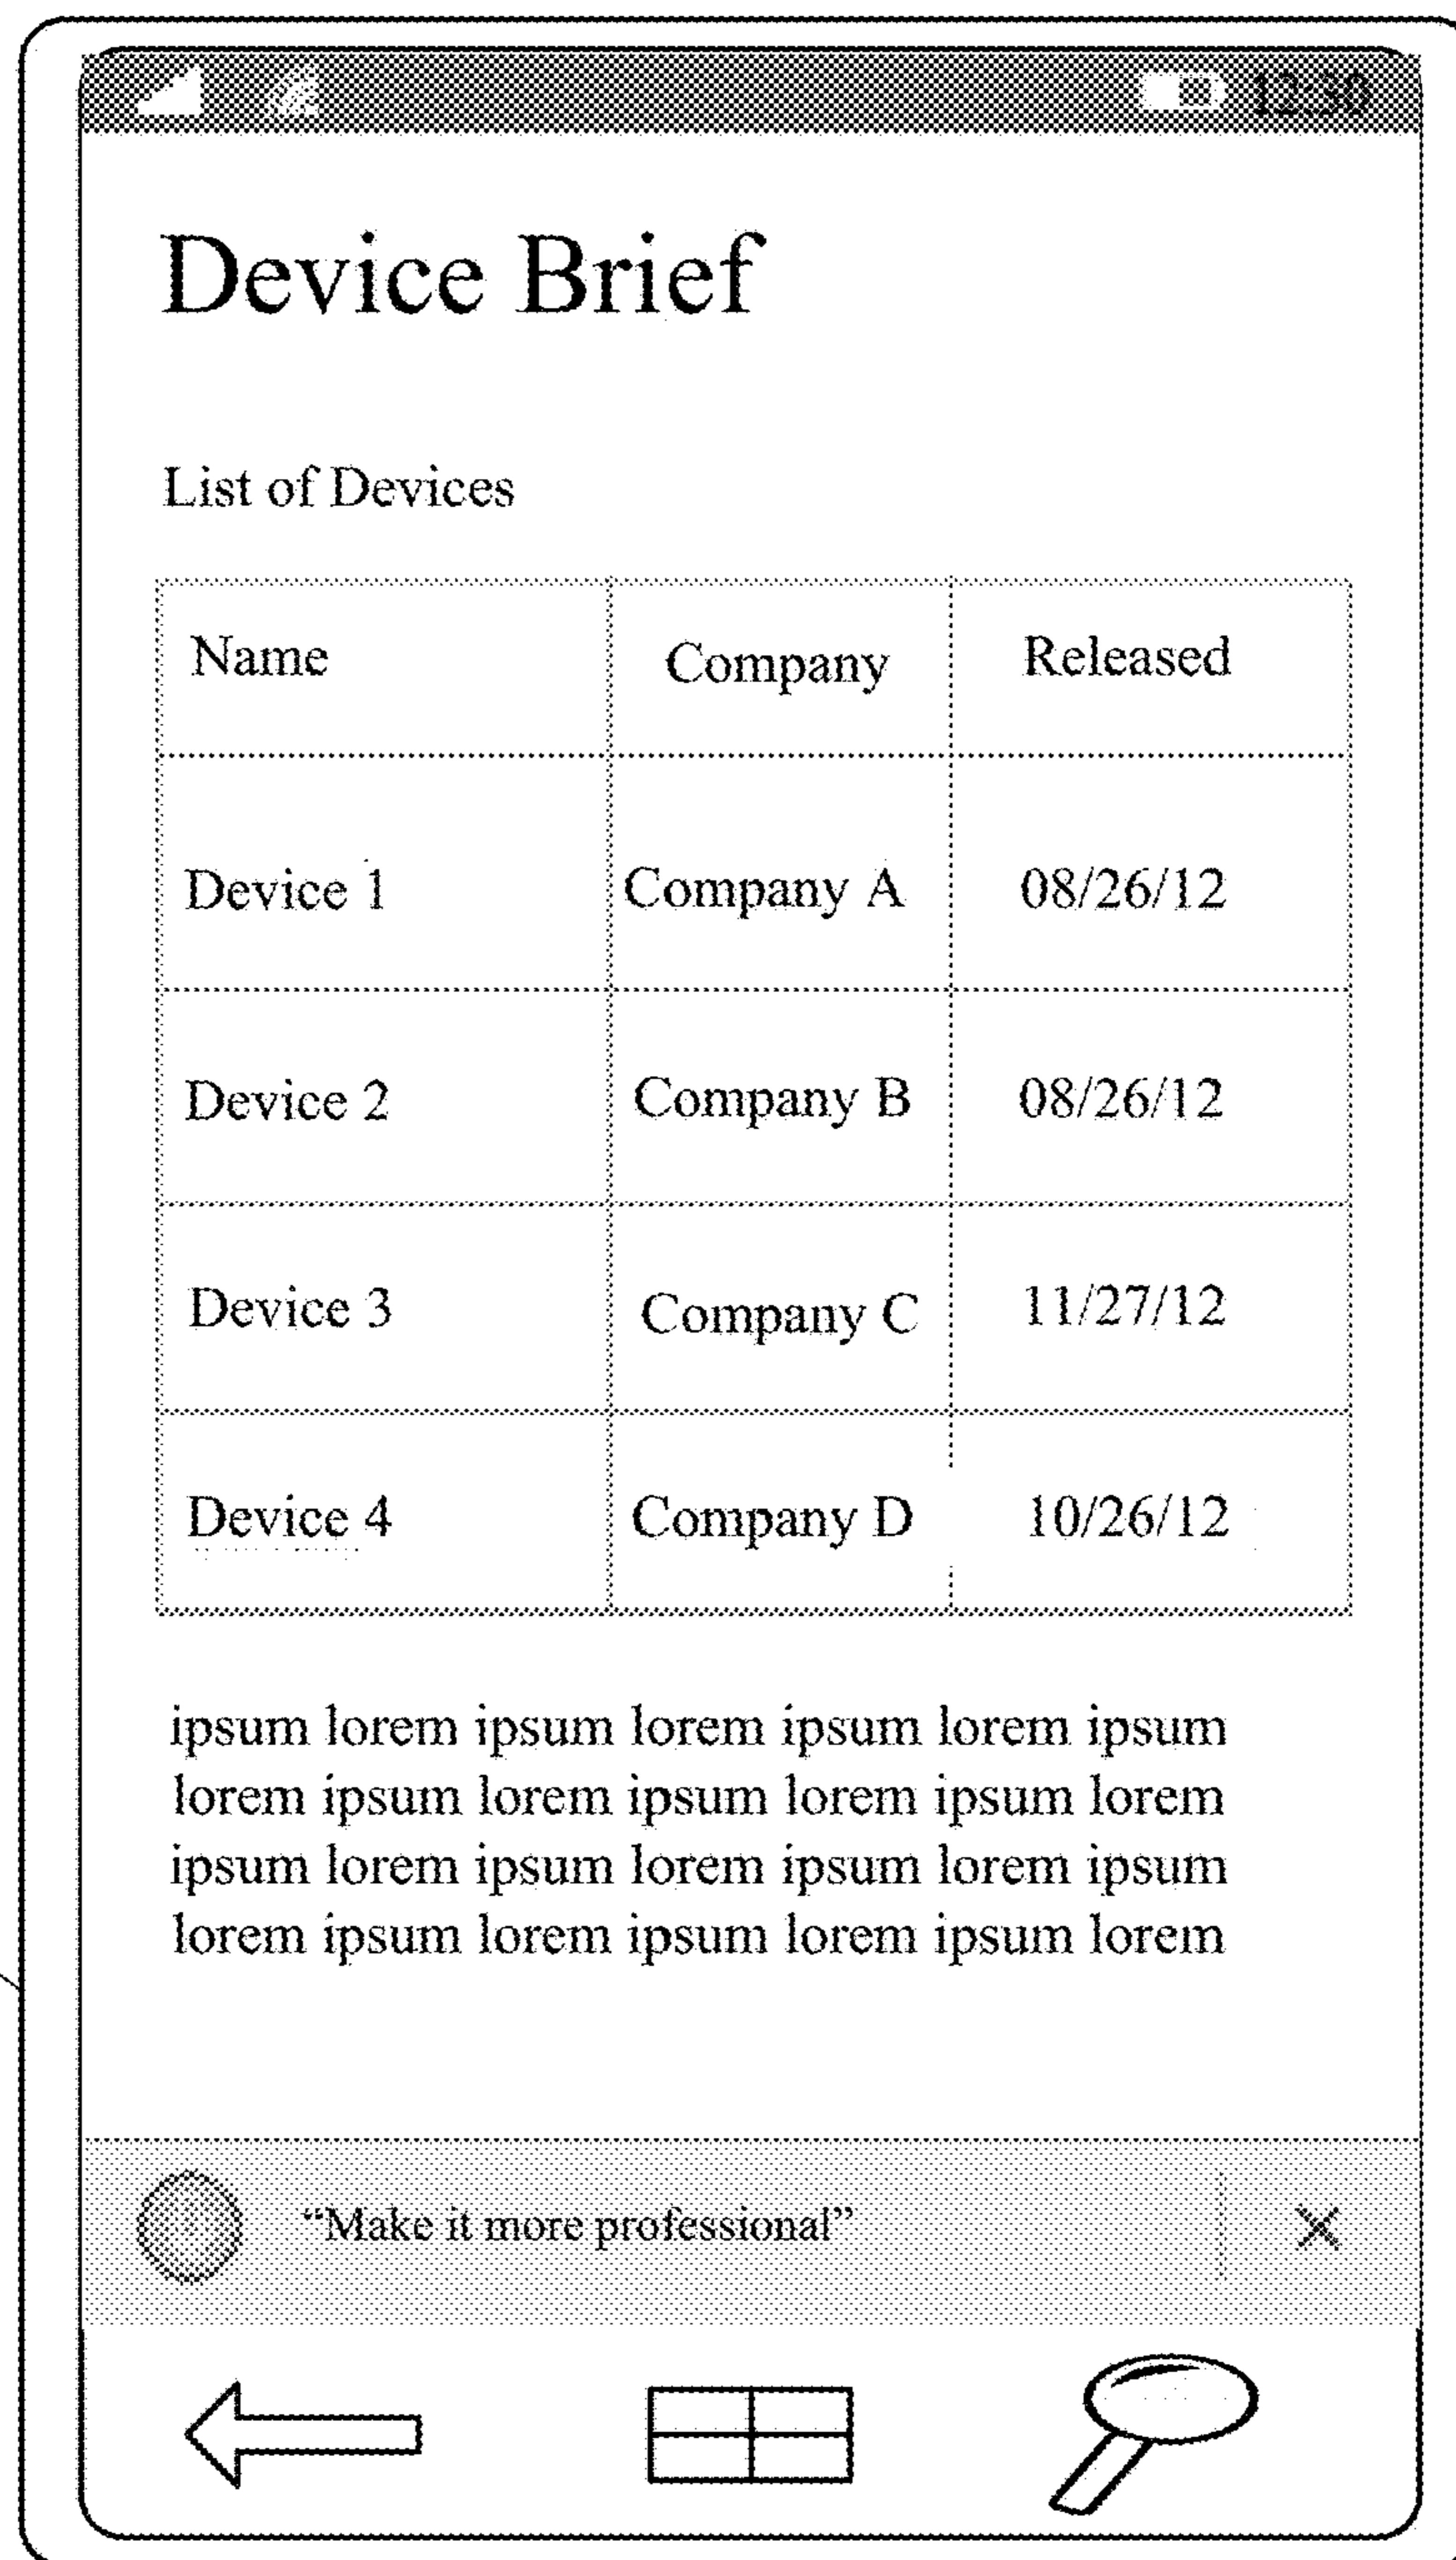 12:30
Device Brief
List of Devices
Name Company Released
Device 1 Company A 08/26/12
Device 2 Company B 08/26/12
Device 3 Company C 11/27/12
Device 4 Company D 10/26/12
ipsum lorem ipsum lorem ipsum lorem ipsum
lorem ipsum lorem ipsum lorem ipsum lorem
ipsum lorem ipsum lorem ipsum lorem ipsum
lorem ipsum lorem ipsum lorem ipsum lorem
“Make it more professional”